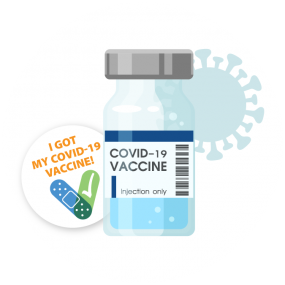 I GOT
MY COVID-19
VACCINE!
COVID-19
VACCINE
injection only